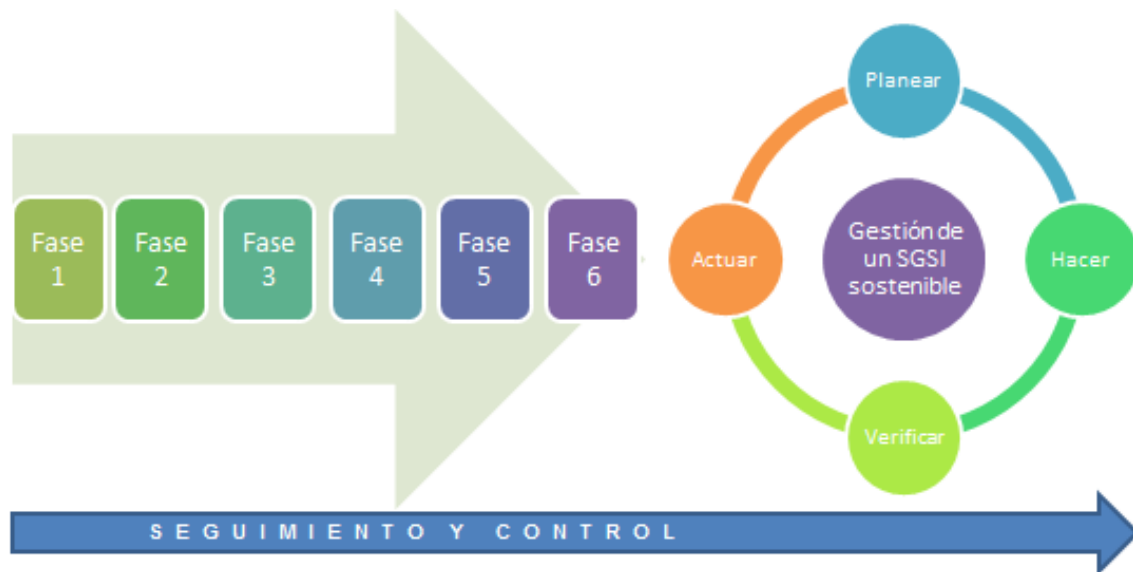 Fase
1
Fase
2
Fase
3
Fase
4
Fase
5
Fase
6
Planear
Actuar
Gestión de
un SGSI
sostenible
Hacer
Verificar
SEGUIMIENTO Y CONTROL